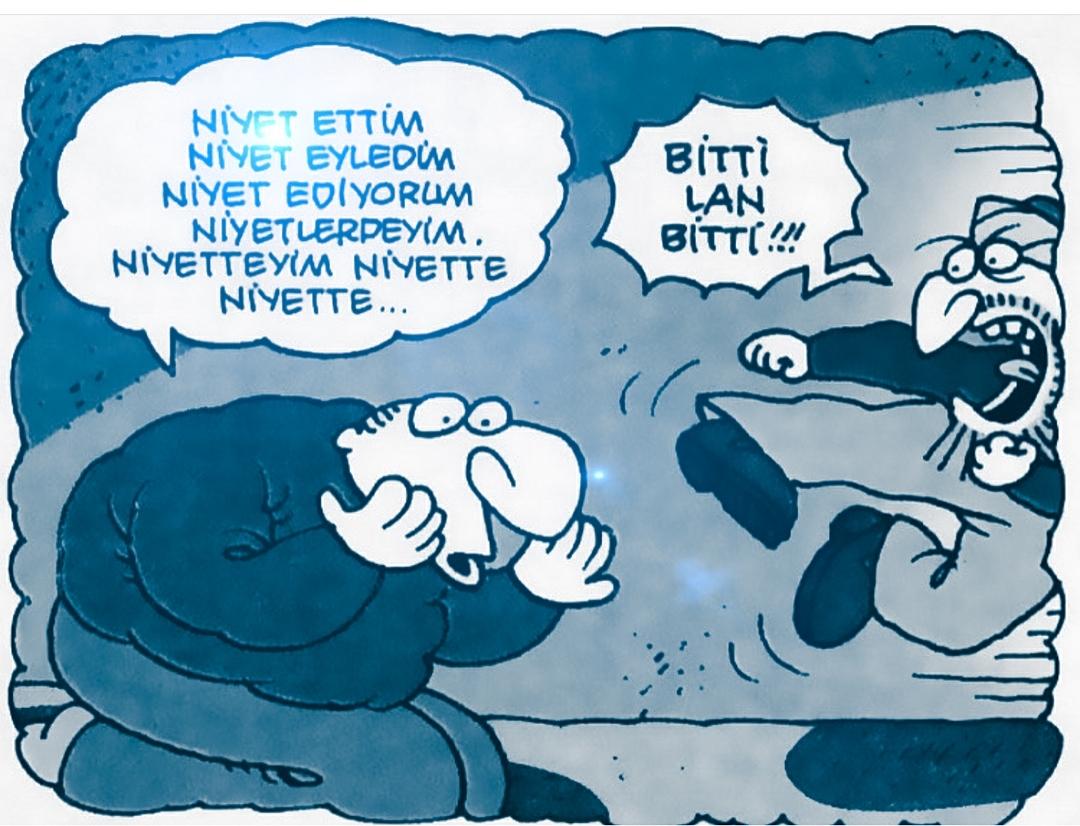 NİYET ETTİM
NİYET EYLEDİM
NİYET EDİYORUM
NİYETLERDEYİM.
NİYETTEYİM NİYETTE
NİYETTE...
BİTTİ
LAN
BİTTİ!!!